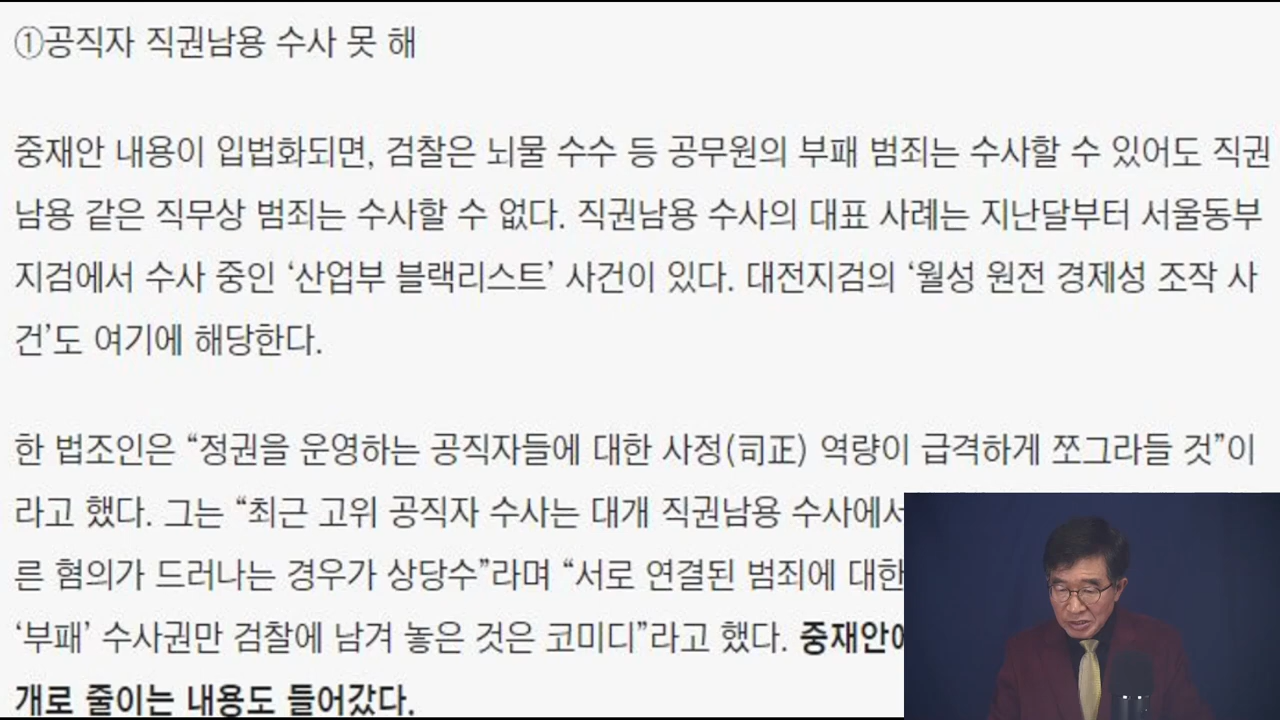 ①공직자 직권남용 수사 못 해
중재안 내용이 입법화되면, 검찰은 뇌물 수수 등 공무원의 부패 범죄는 수사할 수 있어도 직권
남용 같은 직무상 범죄는 수사할 수 없다. 직권남용 수사의 대표 사례는 지난달부터 서울동부
지검에서 수사 중인 ‘산업부 블랙리스트’ 사건이 있다. 대전지검의 ‘월성 원전 경제성 조작 사
건’도 여기에 해당한다.
한 법조인은 “정권을 운영하는 공직자들에 대한 사정(司正) 역량이 급격하게 쪼그라들 것”이
라고 했다. 그는 “최근 고위 공직자 수사는 대개 직권남용 수사에서
른 혐의가 드러나는 경우가 상당수”라며 “서로 연결된 범죄에 대한
‘부패’ 수사권만 검찰에 남겨 놓은 것은 코미디”라고 했다. 중재안에
개로 줄이는 내용도 들어갔다.